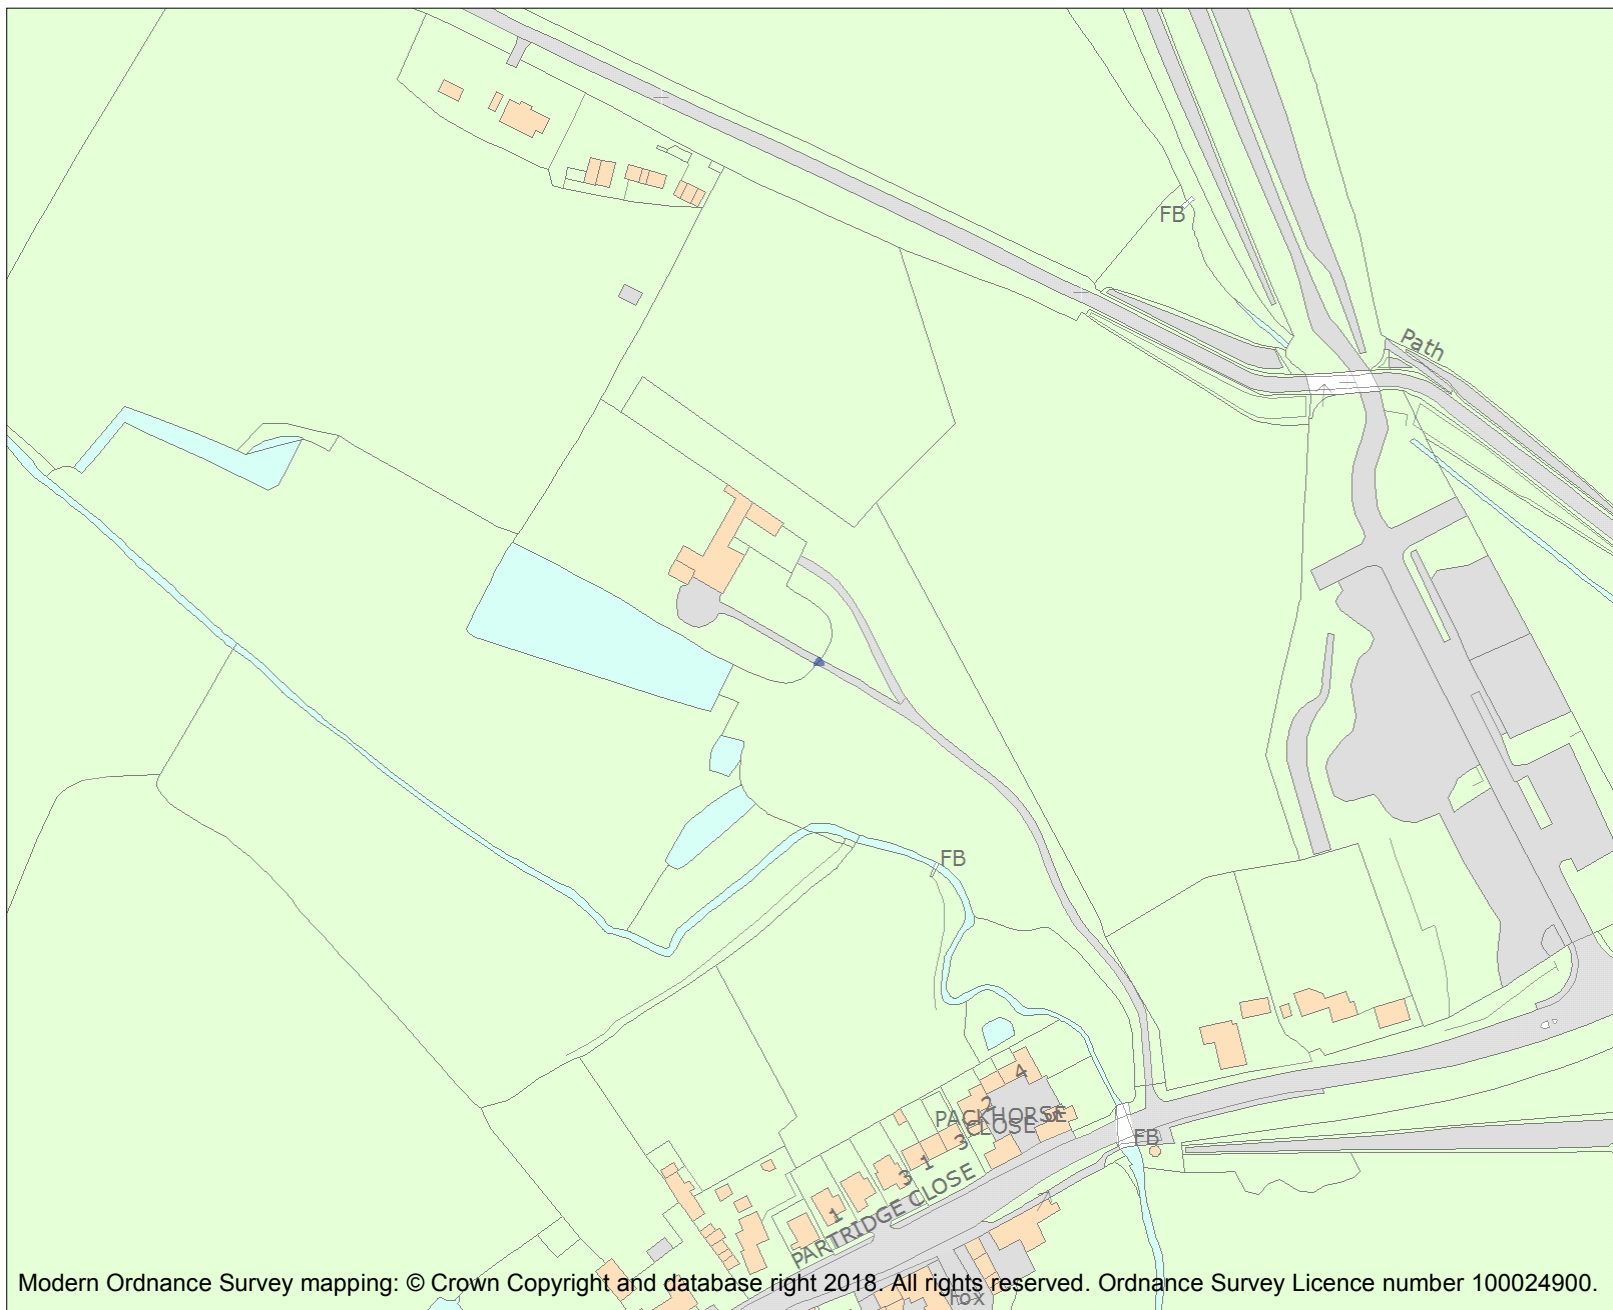 FB
Path
FB
4
2
PACKHORSE
CLOSE
5
3
1
3
1
PARTRIDGE CLOSE
FB
Fox
Modern Ordnance Survey mapping: © Crown Copyright and database right 2018. All rights reserved. Ordnance Survey Licence number 100024900.